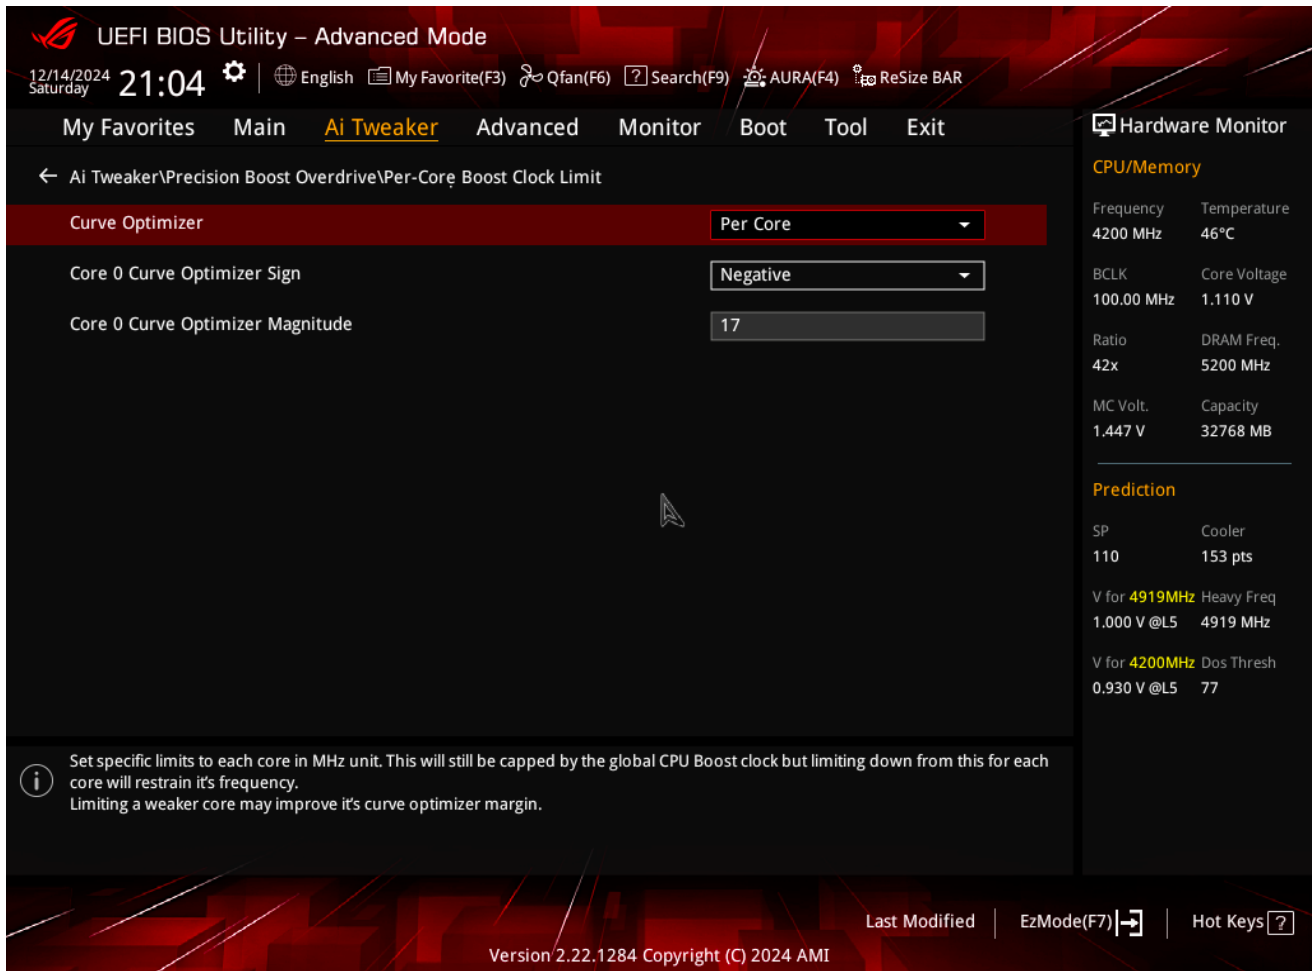 UEFI BIOS Utility – Advanced Mode
12/14/2024
Saturday
21:04
English
My Favorite(F3)
Qfan(F6)
? Search(F9)
AURA(F4)
ReSize BAR
My Favorites Main Ai Tweaker Advanced Monitor Boot Tool Exit
Hardware Monitor
← Ai Tweaker\Precision Boost Overdrive\Per-Core Boost Clock Limit
Curve Optimizer Per Core
Core 0 Curve Optimizer Sign Negative
Core 0 Curve Optimizer Magnitude 17
CPU/Memory
Frequency Temperature
4200 MHz 46°C
BCLK Core Voltage
100.00 MHz 1.110 V
Ratio DRAM Freq.
42x 5200 MHz
MC Volt. Capacity
1.447 V 32768 MB
Prediction
SP Cooler
110 153 pts
V for 4919MHz Heavy Freq
1.000 V @L5 4919 MHz
V for 4200MHz Dos Thresh
0.930 V @L5 77
Set specific limits to each core in MHz unit. This will still be capped by the global CPU Boost clock but limiting down from this for each
core will restrain it's frequency.
Limiting a weaker core may improve it's curve optimizer margin.
Last Modified
EzMode(F7)
Hot Keys ?
Version 2.22.1284 Copyright (C) 2024 AMI